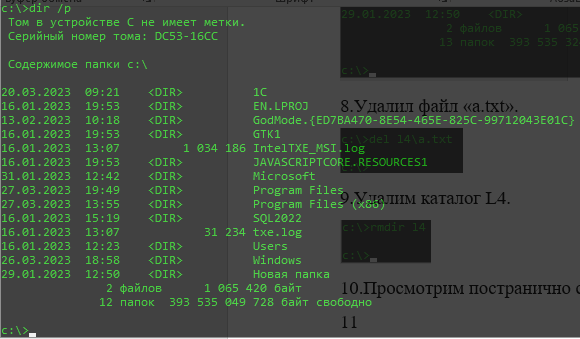 c:\>dir /p
Том в устройстве C не имеет метки.
Серийный номер тома: DC53-16CC
Содержимое папки c:\
20.03.2023 09:21 <DIR> 1C
16.01.2023 19:53 <DIR> EN.LPROJ
13.02.2023 10:18 <DIR> GodMode.{ED7BA470-8E54-465E-825C-99712043E01C}
16.01.2023 19:53 <DIR> GTK1
16.01.2023 13:07 1 034 186 IntelTXE_MSI.log
16.01.2023 19:53 <DIR> JAVASCRIPTCORE.RESOURCES1
31.01.2023 12:42 <DIR> Microsoft
27.03.2023 19:49 <DIR> Program Files
27.03.2023 13:55 <DIR> Program Files (x86)
16.01.2023 15:19 <DIR> SQL2022
16.01.2023 13:07 31 234 txe.log
16.01.2023 12:23 <DIR> Users
26.03.2023 18:58 <DIR> Windows
29.01.2023 12:50 <DIR> Новая папка
2 файлов 1 065 420 байт
12 папок 393 535 049 728 байт свободно
c:\>
29.01.2023 12:50 <DIR>
2 файлов 1 065
13 папок 393 535 32
c:\>
8.Удалил файл «a.txt».
c:\>del l4\a.txt
c:\>
9.Удалим каталог L4.
c:\>rmdir l4
c:\>
10.Просмотрим постранично с
11